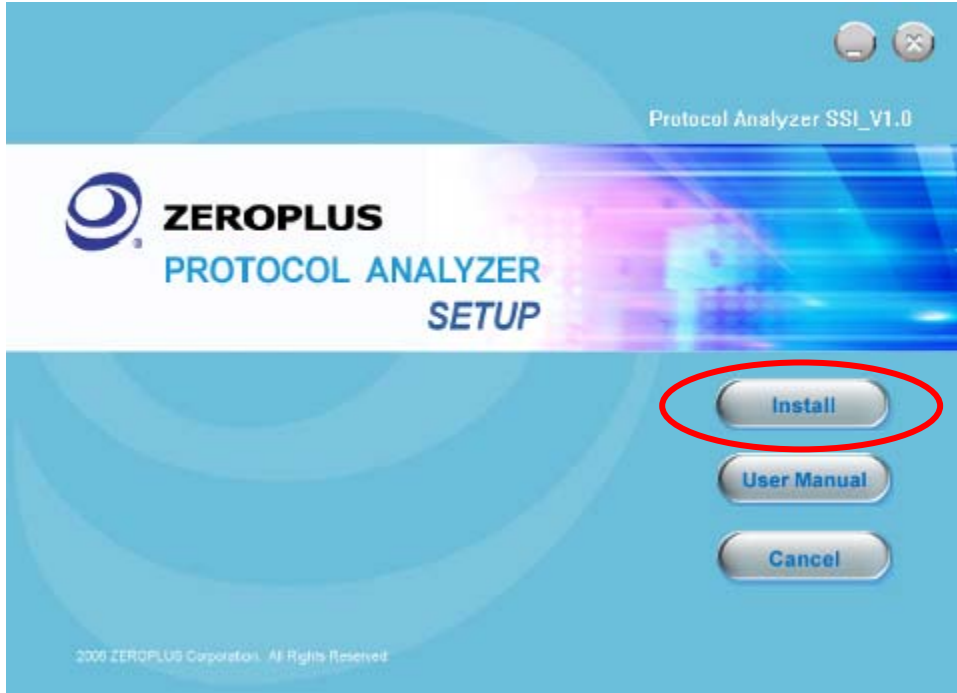 Protocol Analyzer SSI_V1.0
ZEROPLUS
PROTOCOL ANALYZER
SETUP
Install
User Manual
Cancel
2006 ZEROPLUS Corporation. All Rights Reserved